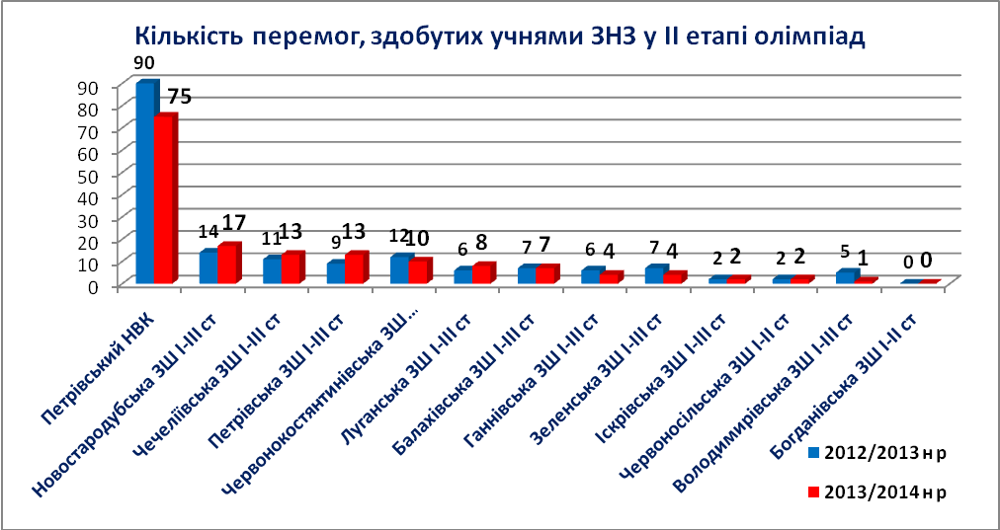 Кількість перемог, здобутих учнями ЗНЗ у ІІ етапі олімпіад
90
80
70
60
50
40
30
20
10
0
90 75
14 17
11 13
9 13
12 10
6 8
7 7
6 4
7 4
2 2
2 2
5 1
0 0
Петрівський НВК
Новостародубська ЗШ І-ІІІ ст
Чечеліївська ЗШ І-ІІІ ст
Петрівська ЗШ І-ІІІ ст
Червонокостянтинівська ЗШ...
Луганська ЗШ І-ІІІ ст
Балахівська ЗШ І-ІІІ ст
Ганнівська ЗШ І-ІІІ ст
Зеленська ЗШ І-ІІІ ст
Іскрівська ЗШ І-ІІІ ст
Червоносільська ЗШ І-ІІ ст
Володимирівська ЗШ І-ІІІ ст
Богданівська ЗШ І-ІІ ст
2012/2013 н р
2013/2014 н р